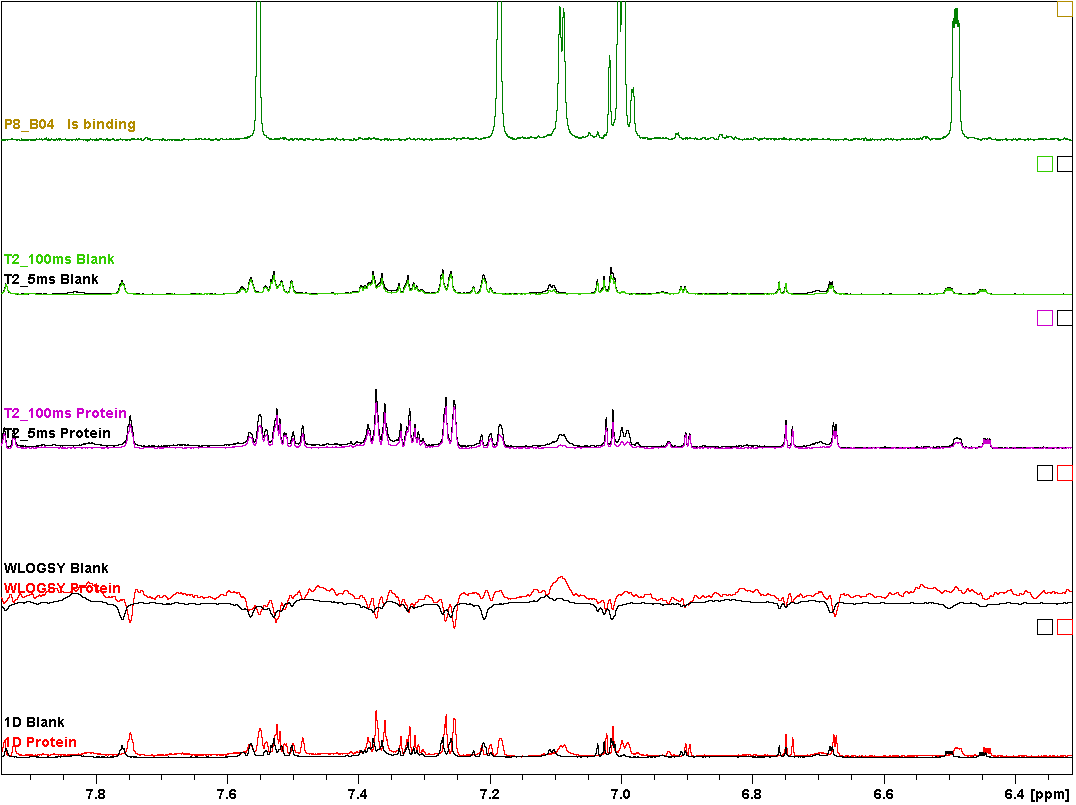 P8_B04 Is binding
T2_100ms Blank
T2_5ms Blank
T2_100ms Protein
T2_5ms Protein
WLOGSY Blank
WLOGSY Protein
1D Blank
1D Protein
7.8 7.6 7.4 7.2 7.0 6.8 6.6 6.4 [ppm]